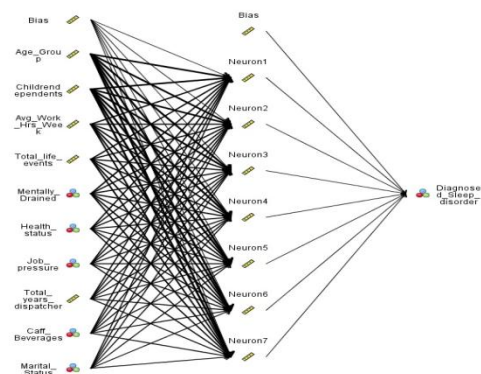 Bias
Age_Grou
p
Childrend
ependents
Avg_Work
_Hrs_Wee
k
Total_life_
events
Mentally_
Drained
Health_
status
Job_
pressure
Total_
years_
dispatcher
Caff_
Beverages
Marital_
Status
Bias
Neuron1
Neuron2
Neuron3
Neuron4
Neuron5
Neuron6
Neuron7
Diagnose
d_Sleep_
disorder